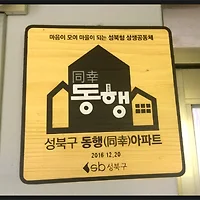 마음이 모여 마을이 되는 성북형 상생공동체
同幸
동행
성북구 동행(同幸)아파트
2016.12.20
sb 성북구